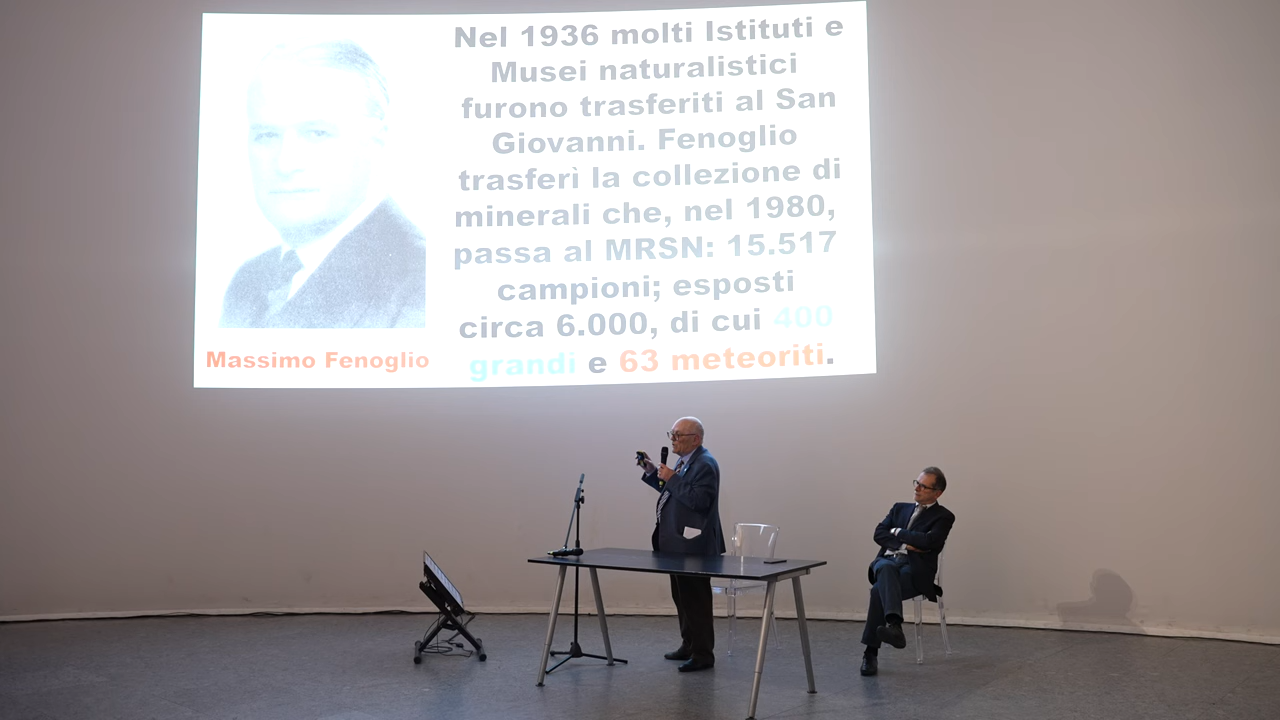 Nel 1936 molti Istituti e
Musei naturalistici
furono trasferiti al San
Giovanni. Fenoglio
trasferì la collezione di
minerali che, nel 1980,
passa al MRSN: 15.517
campioni; esposti
circa 6.000, di cui 400
grandi e 63 meteoriti.
Massimo Fenoglio